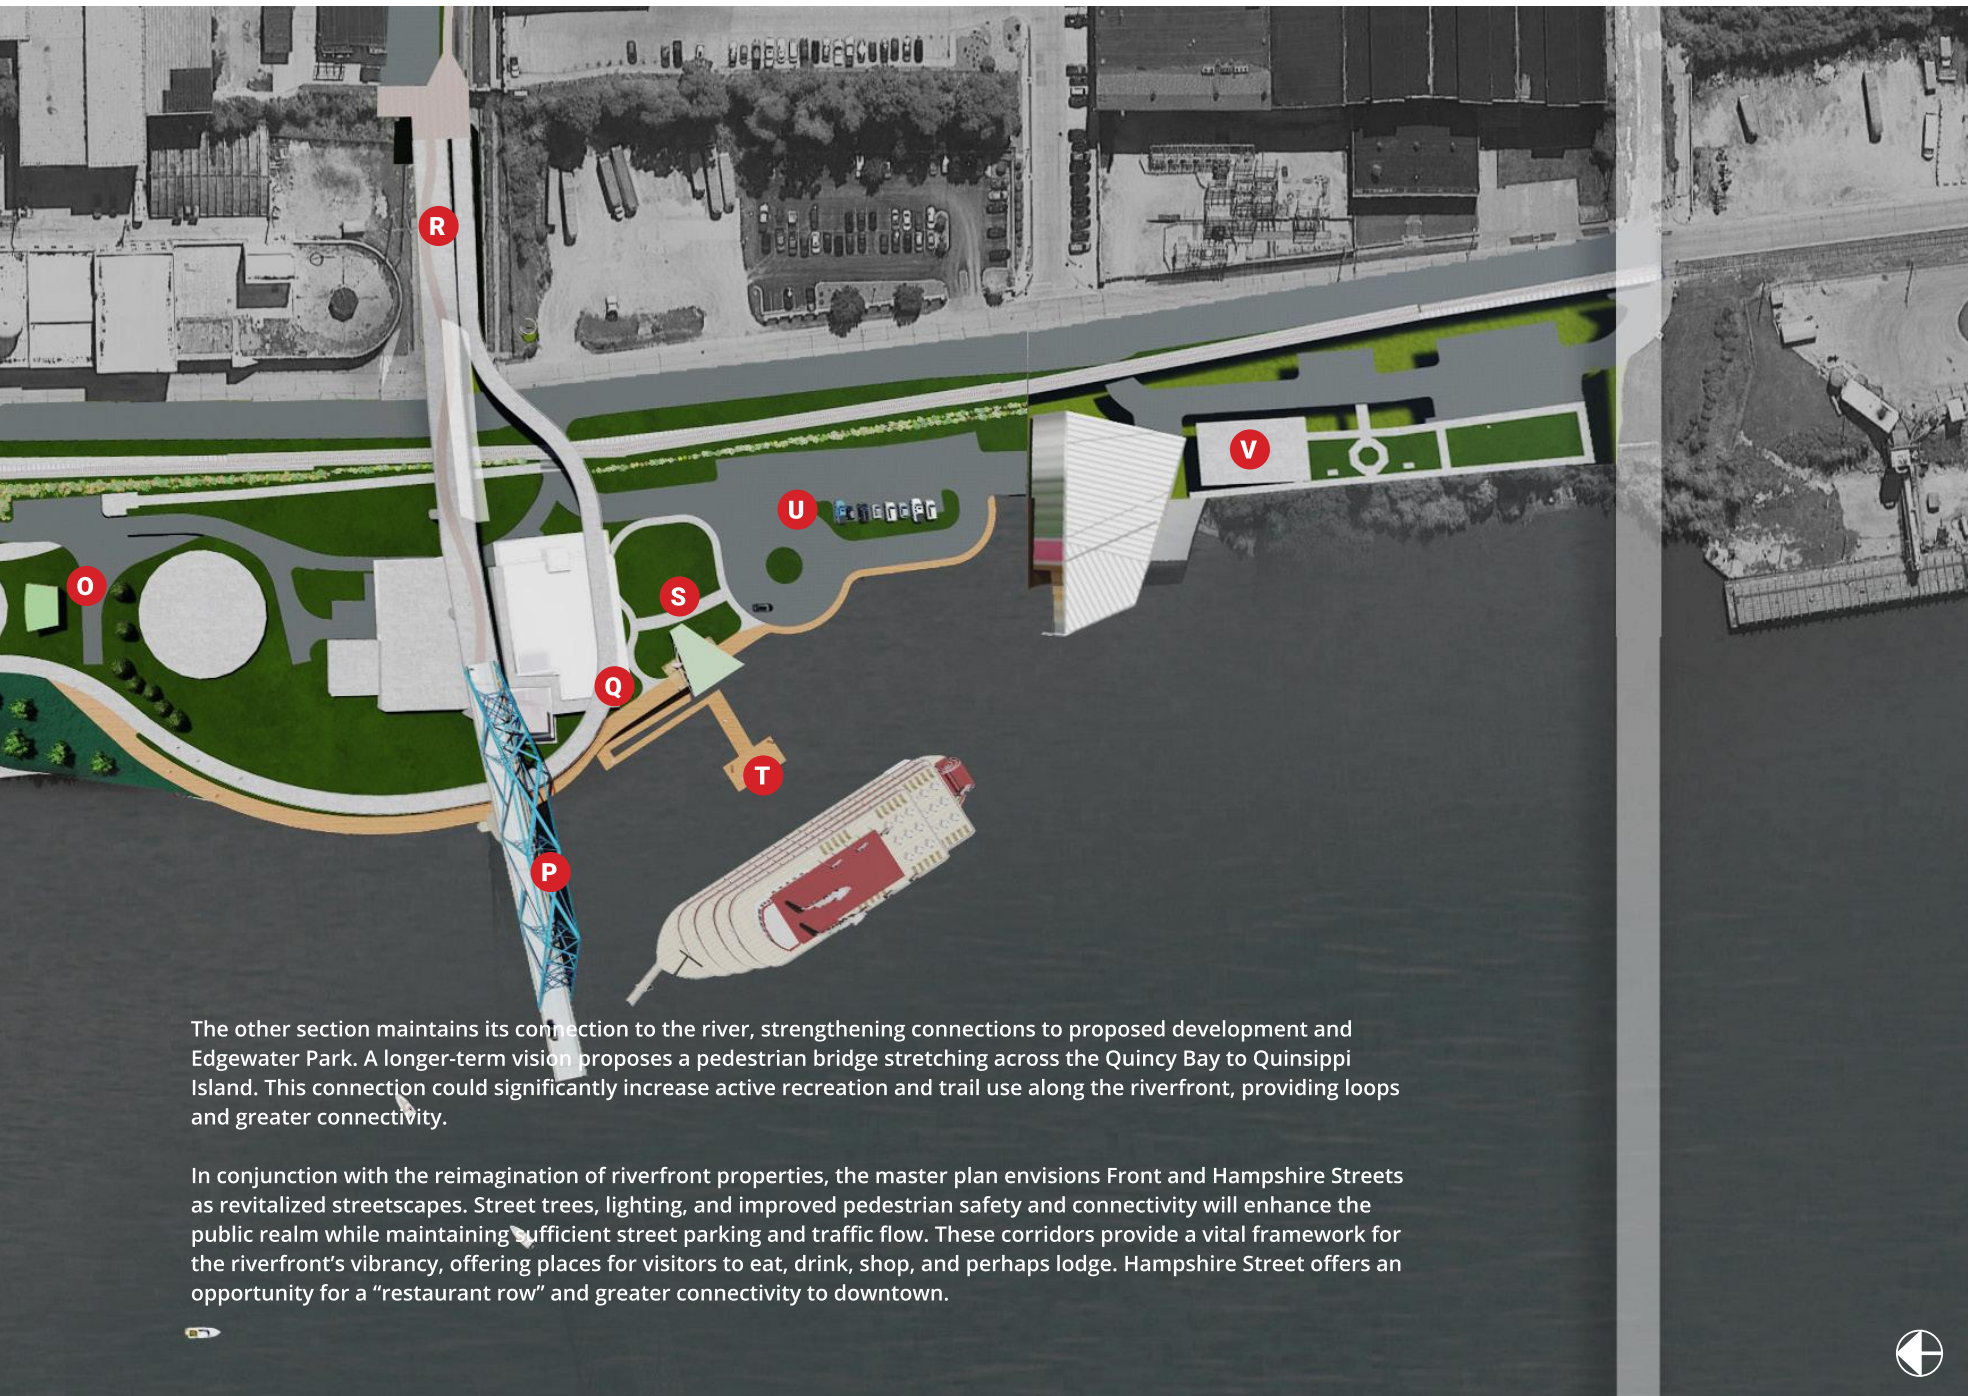 R
V
U
O
S
Q
T
P
The other section maintains its connection to the river, strengthening connections to proposed development and
Edgewater Park. A longer-term vision proposes a pedestrian bridge stretching across the Quincy Bay to Quinsippi
Island. This connection could significantly increase active recreation and trail use along the riverfront, providing loops
and greater connectivity.
In conjunction with the reimagination of riverfront properties, the master plan envisions Front and Hampshire Streets
as revitalized streetscapes. Street trees, lighting, and improved pedestrian safety and connectivity will enhance the
public realm while maintaining sufficient street parking and traffic flow. These corridors provide a vital framework for
the riverfront’s vibrancy, offering places for visitors to eat, drink, shop, and perhaps lodge. Hampshire Street offers an
opportunity for a “restaurant row” and greater connectivity to downtown.